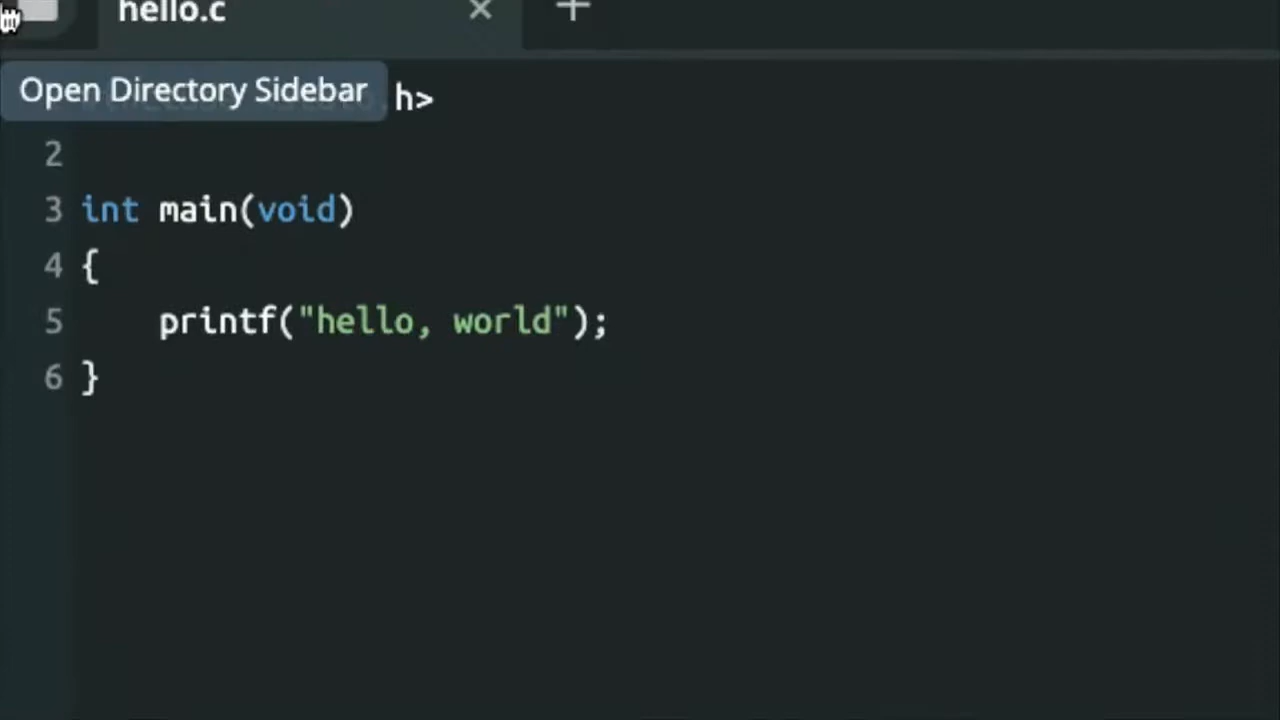 hello.c
Open Directory Sidebar
h>
2
3 int main(void)
4 {
5 printf("hello, world");
6 }